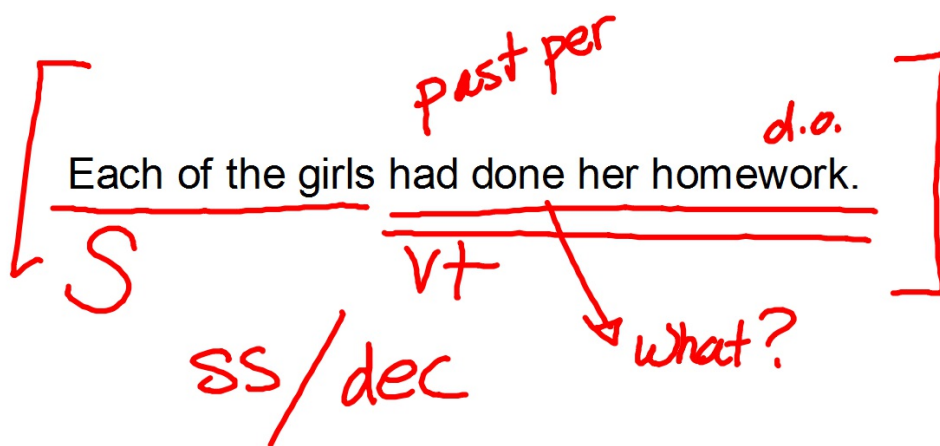 past per
d.o.
Each of the girls had done her homework.
S
vt
what?
ss/dec